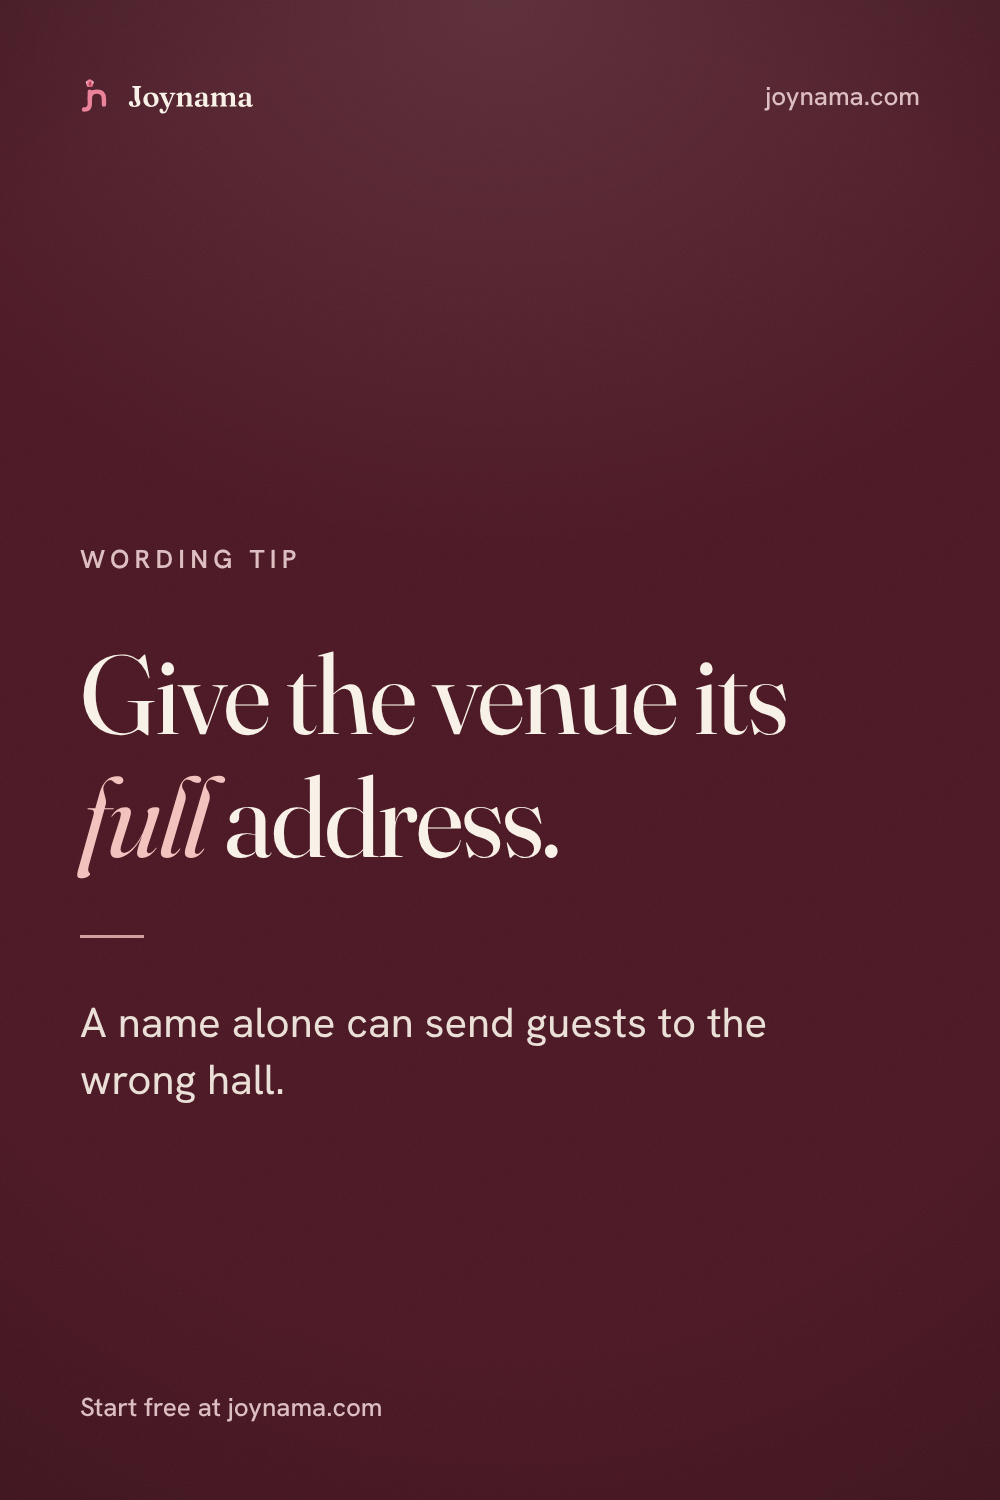 Joynama
joynama.com
WORDING TIP
Give the venue its
full address.
A name alone can send guests to the
wrong hall.
Start free at joynama.com